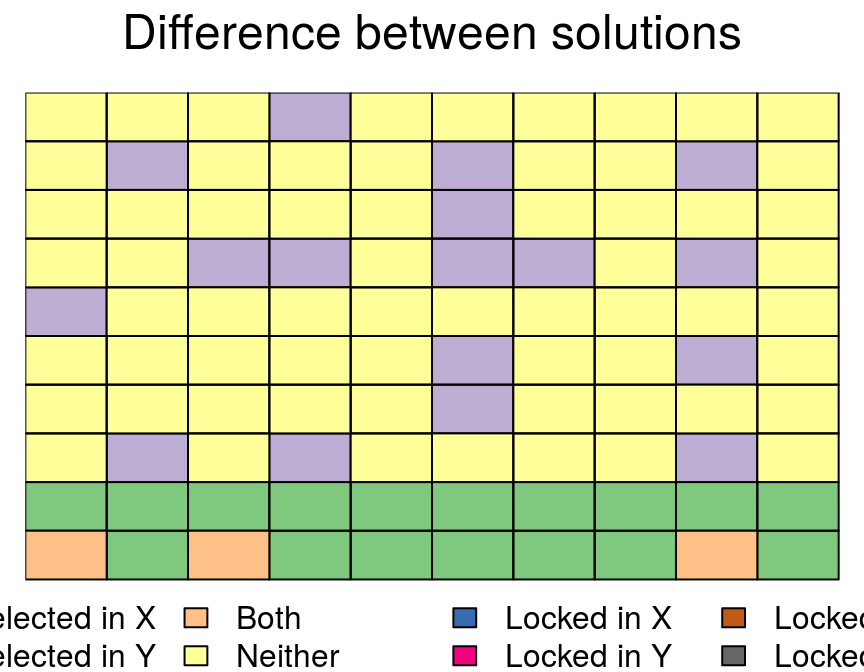 Difference between solutions
elected in X Both Locked in X Locked
elected in Y Neither Locked in Y Locked